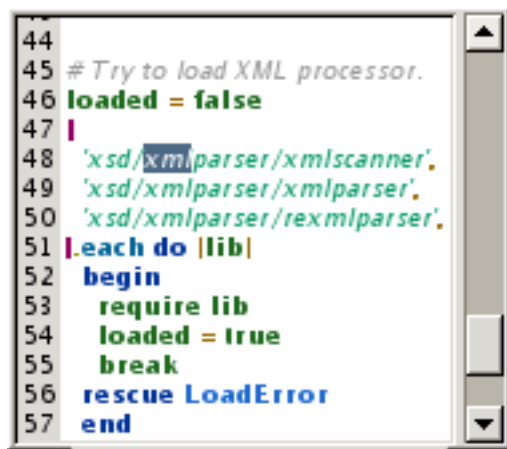 44
45 # Try to load XML processor.
46 loaded = false
47 [
48 'xsd/xmlparser/xmlscanner',
49 'xsd/xmlparser/xmlparser',
50 'xsd/xmlparser/rexmlparser',
51 ].each do |lib|
52 begin
53 require lib
54 loaded = true
55 break
56 rescue LoadError
57 end